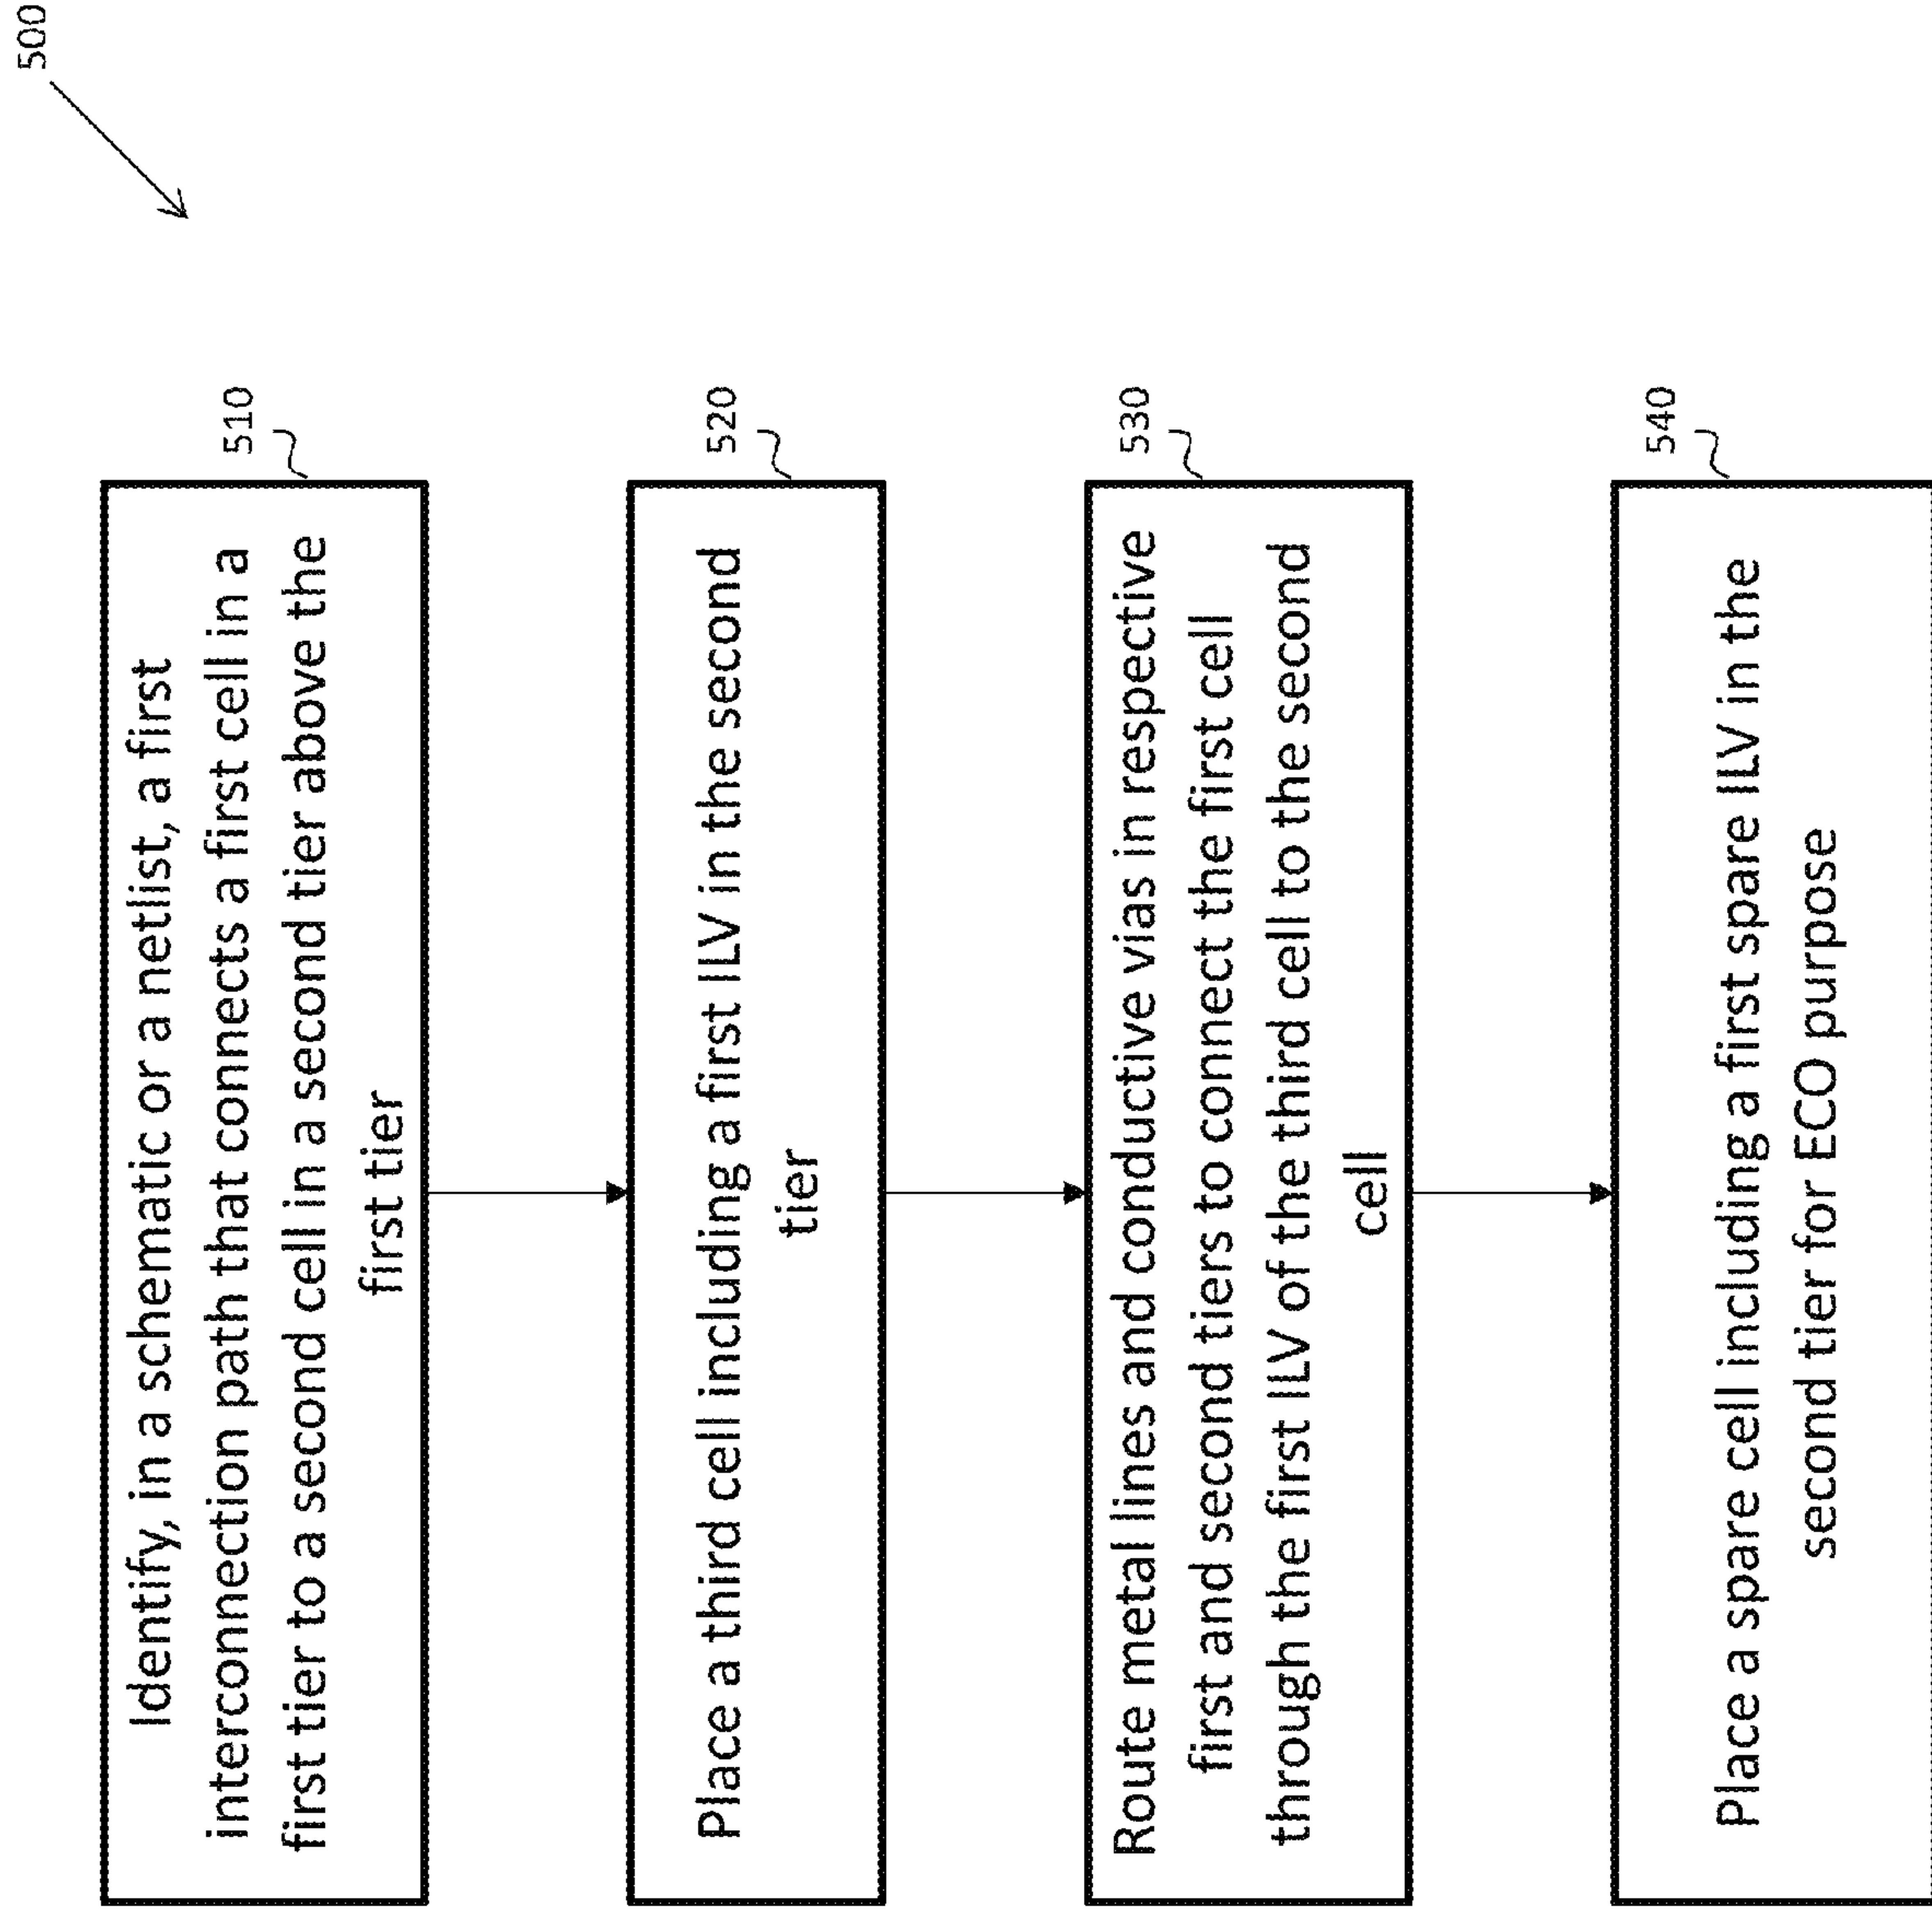 500
510
Identify, in a schematic or a netlist, a first
interconnection path that connects a first cell in a
first tier to a second cell in a second tier above the
first tier
520
Place a third cell including a first ILV in the second
tier
530
Route metal lines and conductive vias in respective
first and second tiers to connect the first cell
through the first ILV of the third cell to the second
cell
540
Place a spare cell including a first spare ILV in the
second tier for ECO purpose